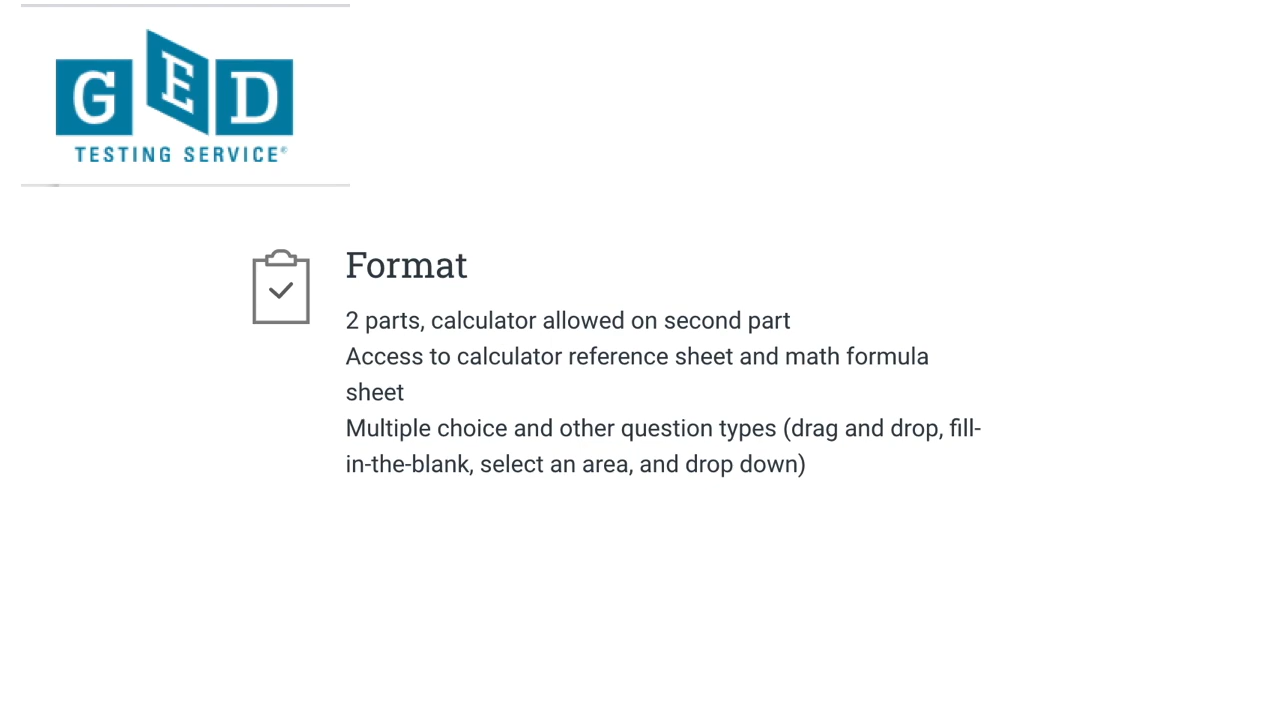 GED
TESTING SERVICE®
Format
2 parts, calculator allowed on second part
Access to calculator reference sheet and math formula
sheet
Multiple choice and other question types (drag and drop, fill-
in-the-blank, select an area, and drop down)